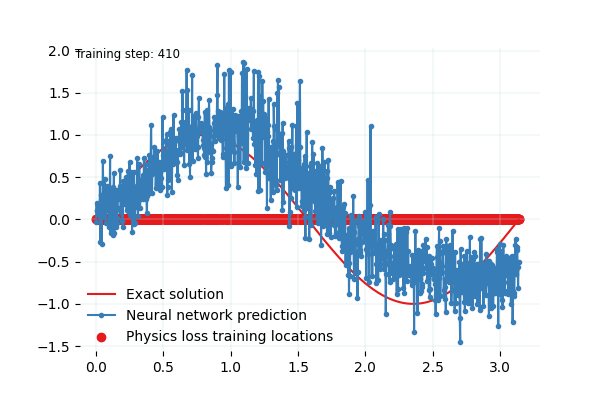 Training step: 410
2.0
1.5
1.0
0.5
0.0
−0.5
−1.0
−1.5
Exact solution
Neural network prediction
Physics loss training locations
0.0 0.5 1.0 1.5 2.0 2.5 3.0